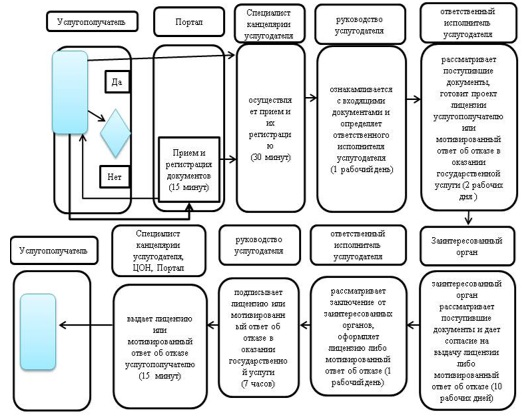 Услугополучатель
Портал
Специалист
канцелярии
услугодателя
руководство
услугодателя
ответственный
исполнитель
услугодателя
Да
Нет
Прием и
регистрация
документов
(15 минут)
осуществля
ет прием и
их
регистраци
ю
(30 минут)
ознакамливается
с входящими
документами и
определяет
ответственного
исполнителя
услугодателя
(1 рабочий день)
рассматривает
поступившие
документы,
готовит проект
лицензии
услугополучателю
или
мотивированный
ответ об отказе в
оказании
государственной
услуги (2 рабочих
дня )
Услугополучатель
Специалист
канцелярии
услугодателя,
ЦОН, Портал
руководство
услугодателя
ответственный
исполнитель
услугодателя
Заинтересованный
орган
выдает лицензию
или
мотивированный
ответ об отказе
услугополучателю
(15 минут)
подписывает
лицензию или
мотивированн
ый ответ об
отказе в
оказании
государственно
й услуги
(7 часов)
рассматривает
заключение от
заинтересованных
органов,
оформляет
лицензию либо
мотивированный
ответ об отказе (1
рабочий день)
заинтересованный
орган
рассматривает
поступившие
документы и дает
согласие на
выдачу лицензии
либо
мотивированный
ответ об отказе (10
рабочих дней)